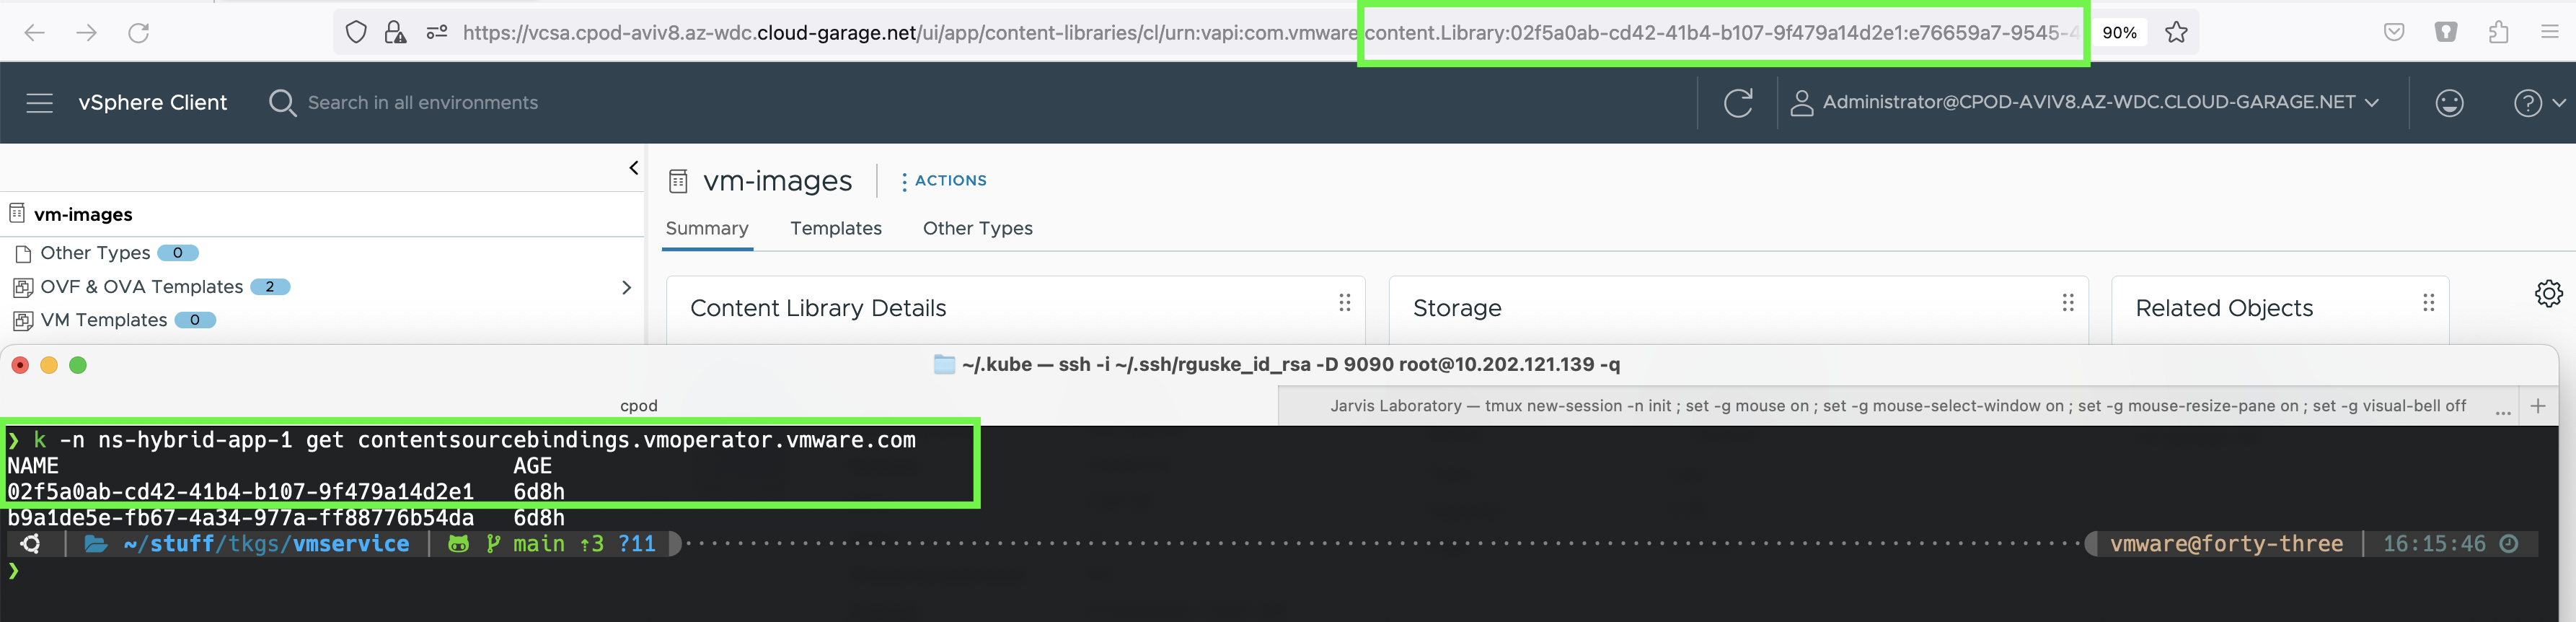 https://vcsa.cpod-aviv8.az-wdc.cloud-garage.net/ui/app/content-libraries/cl/urn:vapi:com.vmware.content.Library:02f5a0ab-cd42-41b4-b107-9f479a14d2e1:e76659a7-9545-4
90%
vSphere Client
Search in all environments
Administrator@CPOD-AVIV8.AZ-WDC.CLOUD-GARAGE.NET
vm-images
ACTIONS
vm-images
Summary Templates Other Types
Other Types 0
OVF & OVA Templates 2
VM Templates 0
Content Library Details
Storage
Related Objects
~/.kube — ssh -i ~/.ssh/rguske_id_rsa -D 9090 root@10.202.121.139 -q
cpod
Jarvis Laboratory — tmux new-session -n init ; set -g mouse on ; set -g mouse-select-window on ; set -g mouse-resize-pane on ; set -g visual-bell off ...
❯ k -n ns-hybrid-app-1 get contentsourcebindings.vmoperator.vmware.com
NAME AGE
02f5a0ab-cd42-41b4-b107-9f479a14d2e1 6d8h
b9a1de5e-fb67-4a34-977a-ff88776b54da 6d8h
~/stuff/tkgs/vmservice main ⇡3 ?11
vmware@forty-three 16:15:46
❯